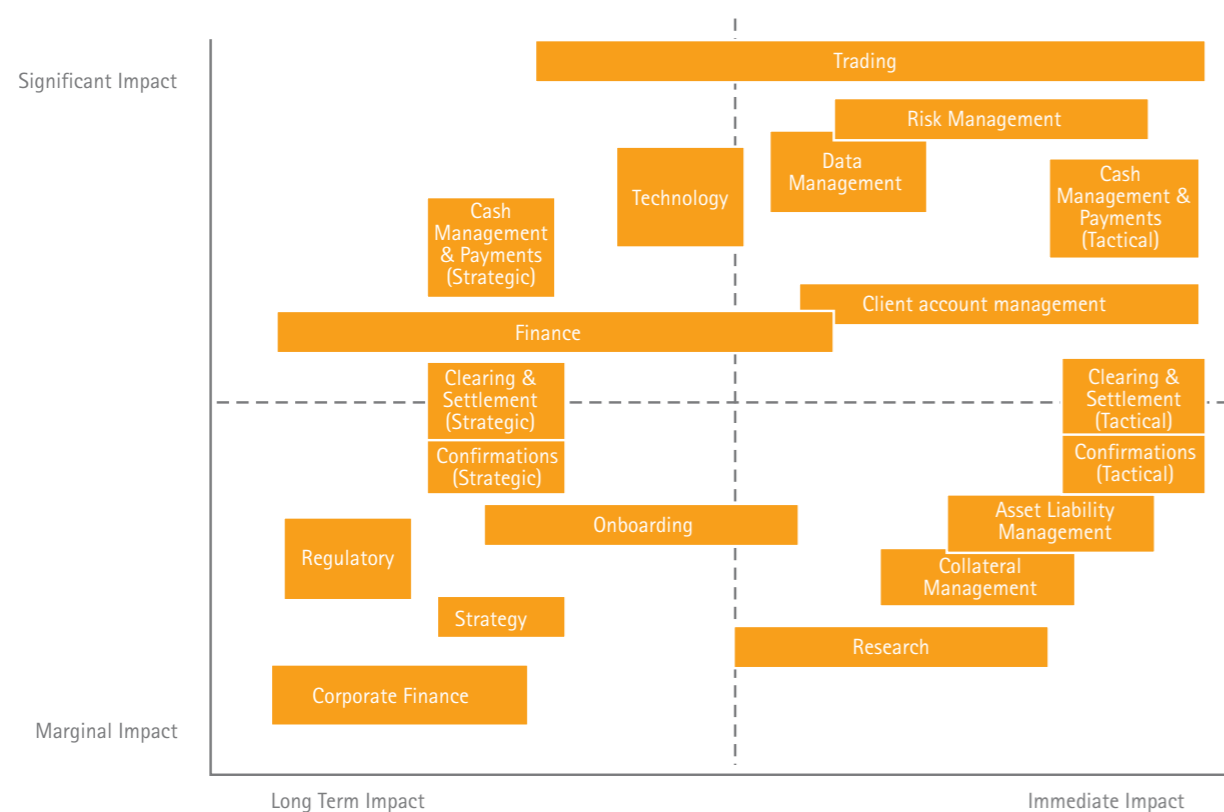 Significant Impact
Trading
Risk Management
Data
Management
Technology
Cash
Management &
Payments
(Tactical)
Cash
Management
& Payments
(Strategic)
Client account management
Finance
Clearing &
Settlement
(Strategic)
Clearing &
Settlement
(Tactical)
Confirmations
(Strategic)
Confirmations
(Tactical)
Asset Liability
Management
Onboarding
Regulatory
Collateral
Management
Strategy
Research
Corporate Finance
Marginal Impact
Long Term Impact
Immediate Impact